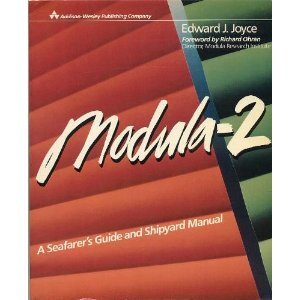 Addison-Wesley Publishing Company
Edward J. Joyce
Foreword by Richard Ohran
Director, Modula Research Institute
Modula-2
A Seafarer's Guide and Shipyard Manual